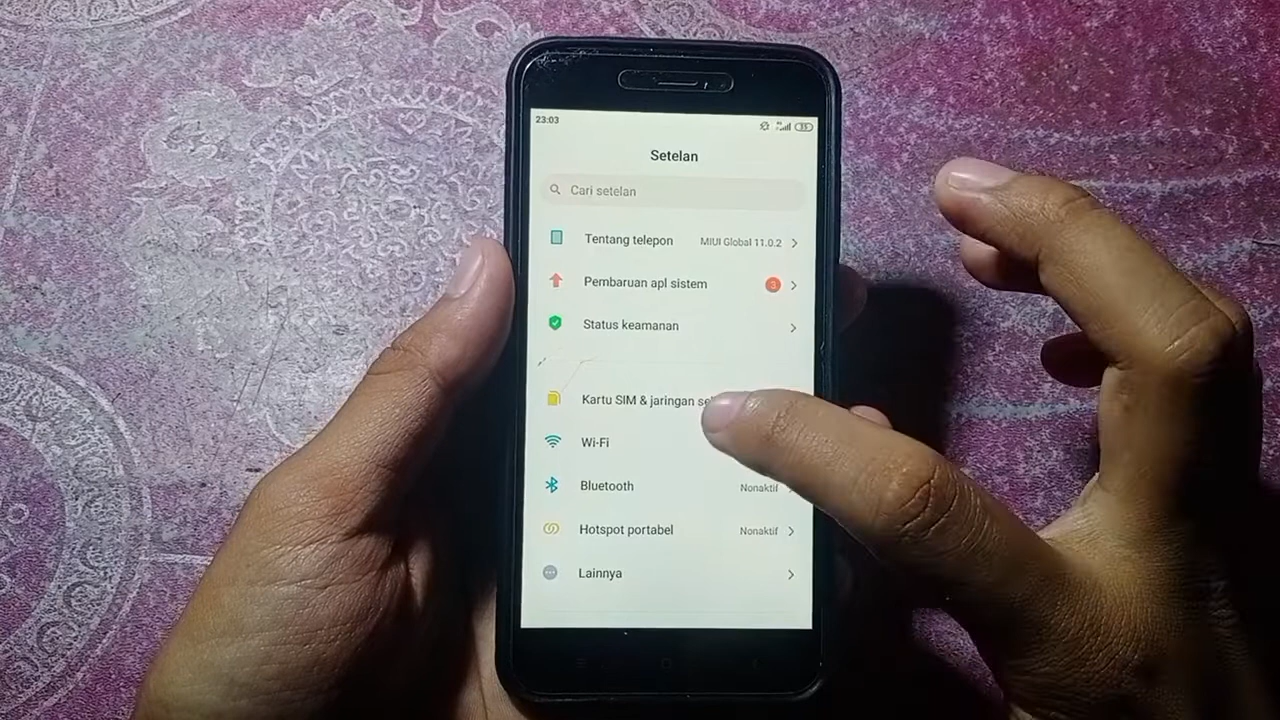 23:03
35
Setelan
Cari setelan
Tentang telepon MIUI Global 11.0.2
Pembaruan apl sistem 3
Status keamanan
Kartu SIM & jaringan
Wi-Fi
Bluetooth Nonaktif
Hotspot portabel Nonaktif
Lainnya